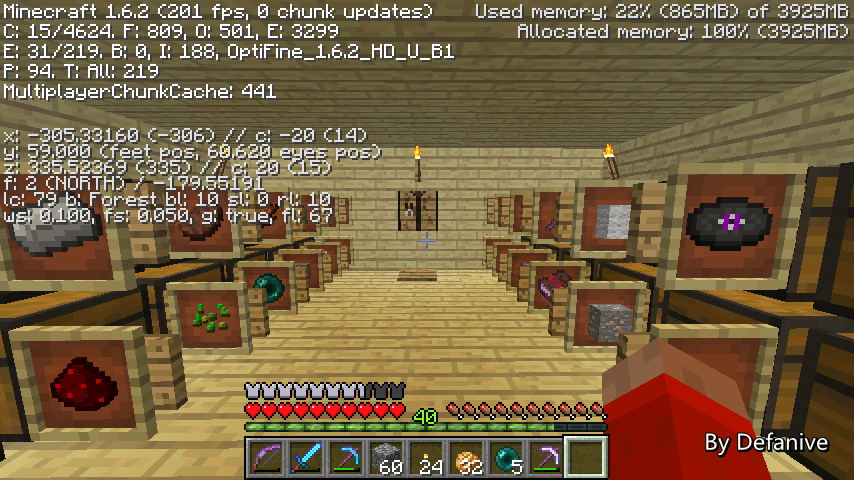 Minecraft 1.6.2 (201 fps, 0 chunk updates)
Used memory: 22% (865MB) of 3925MB
C: 15/4624. F: 809, O: 501, E: 3299
Allocated memory: 100% (3925MB)
E: 31/219. B: 0, I: 188, OptiFine_1.6.2_HD_U_B1
P: 94. T: All: 219
MultiplayerChunkCache: 441
x: -305.33160 (-306) // c: -20 (14)
y: 59.000 (feet pos, 60.620 eyes pos)
z: 335.52369 (335) // c: 20 (15)
f: 2 (NORTH) / -179.55191
lc: 79 b: Forest bl: 10 sl: 0 rl: 10
ws: 0.100, fs: 0.050, g: true, fl: 67
40
60 24 32 5
By Defanive